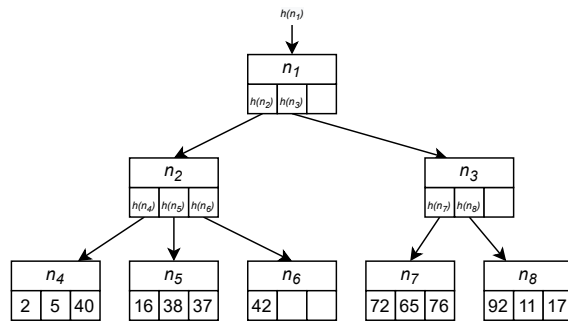 h(n1)
n1
h(n2) h(n3)
n2 n3
h(n4) h(n5) h(n6) h(n7) h(n8)
n4 n5 n6 n7 n8
2 5 40 16 38 37 42 72 65 76 92 11 17